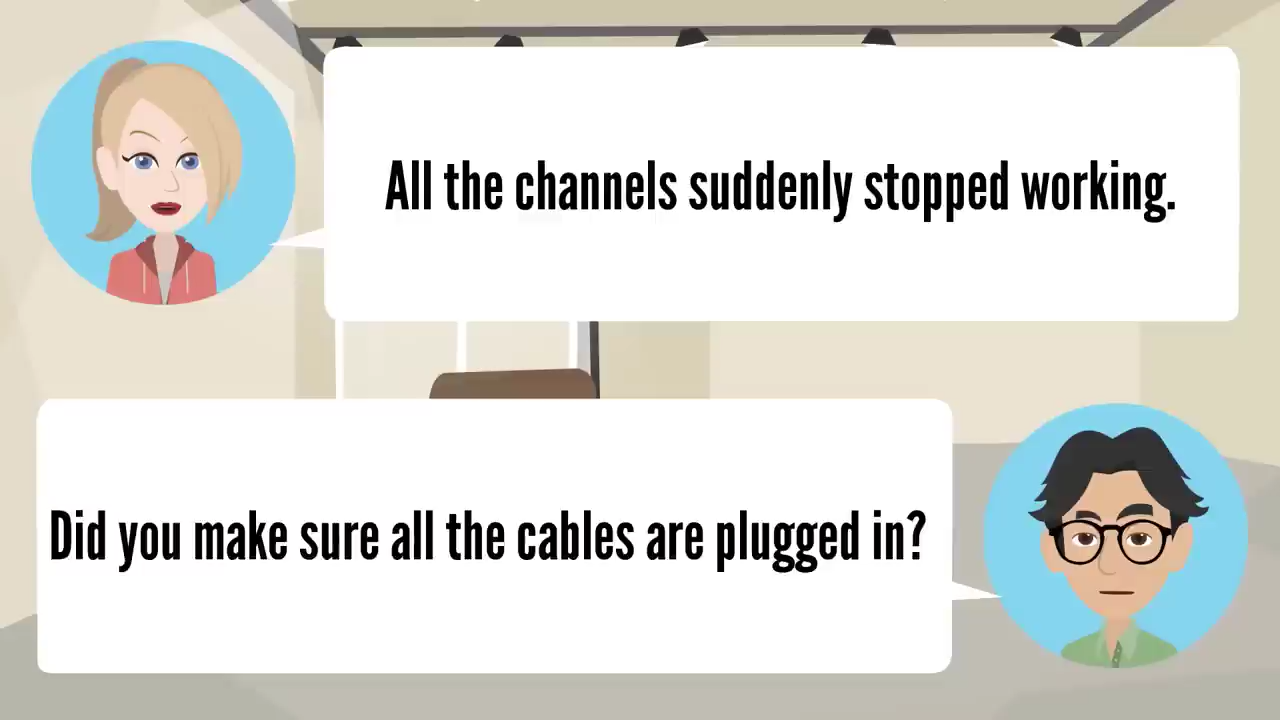 All the channels suddenly stopped working.
Did you make sure all the cables are plugged in?